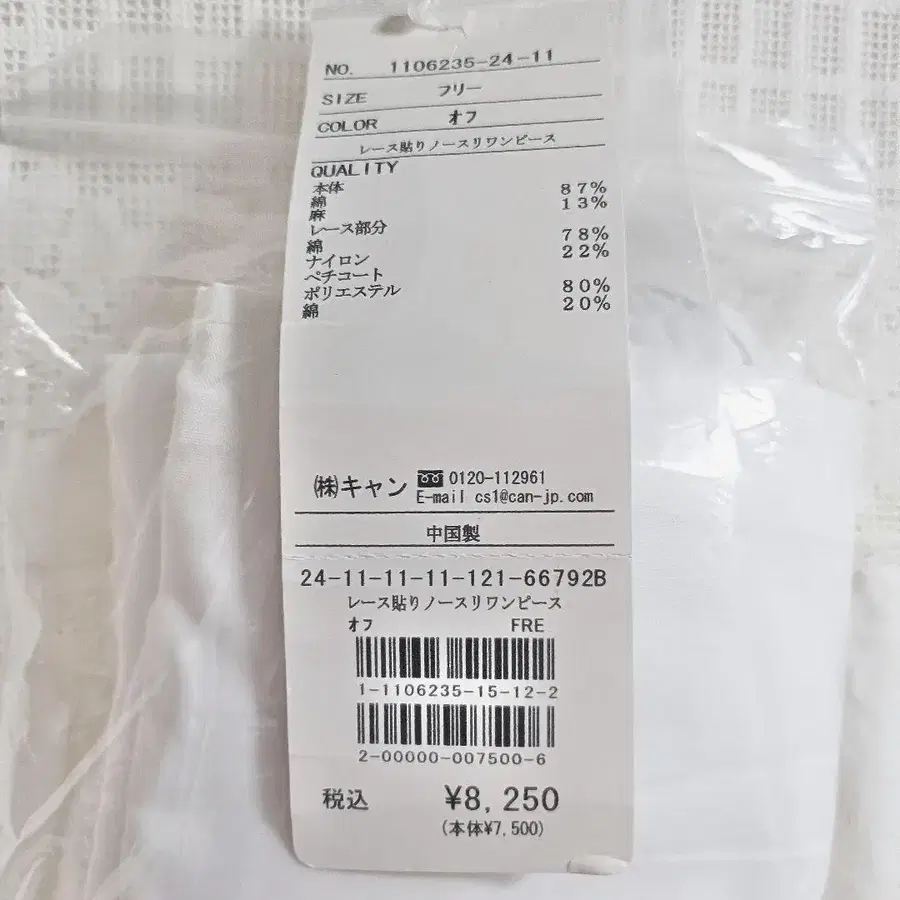 NO. 1106235-24-11
SIZE フリー
COLOR オフ
レース貼りノースリワンピース
QUALITY
本体
綿 87%
麻 13%
レース部分
綿 78%
ナイロン 22%
ペチコート
ポリエステル 80%
綿 20%
㈱キャン 0120-112961
E-mail cs1@can-jp.com
中国製
24-11-11-11-121-66792B
レース貼りノースリワンピース
オフ FRE
1-1106235-15-12-2
2-00000-007500-6
税込 ¥8,250
(本体¥7,500)